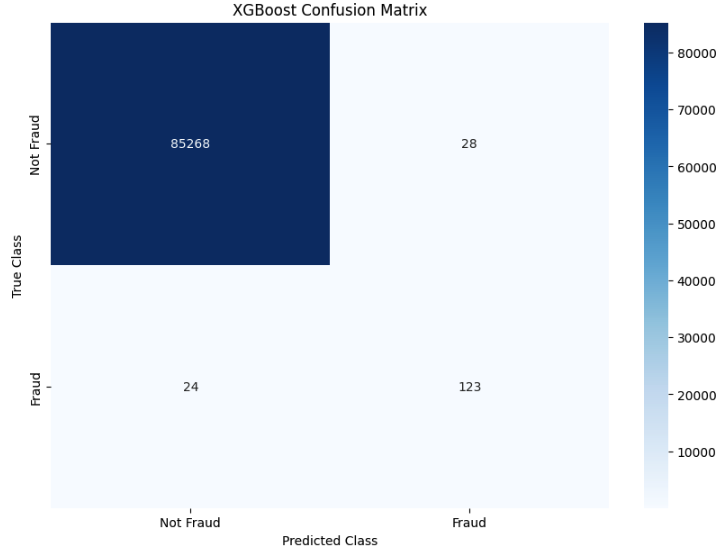 XGBoost Confusion Matrix
80000
70000
60000
50000
40000
30000
20000
10000
True Class
Not Fraud
85268
28
Fraud
24
123
Not Fraud
Fraud
Predicted Class